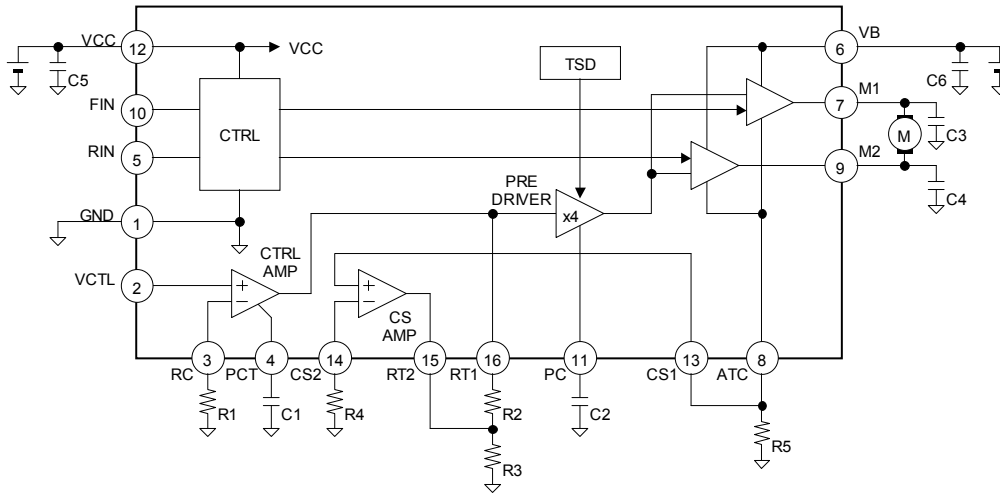 VCC
12
VCC
VB
6
TSD
C5
C6
FIN
10
M1
7
CTRL
M
C3
RIN
5
M2
9
PRE
DRIVER
C4
GND
1
x4
CTRL
AMP
VCTL
2
+
−
+
−
CS
AMP
3
4
14
15
16
11
13
8
RC
PCT
CS2
RT2
RT1
PC
CS1
ATC
R1
C1
R4
R2
C2
R3
R5